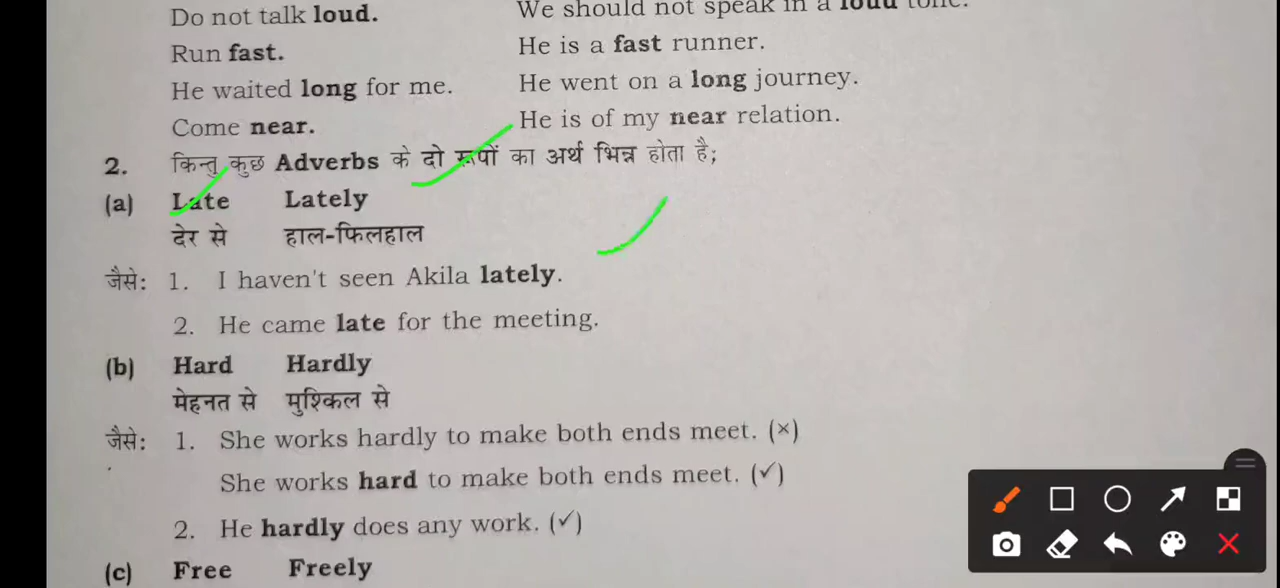 Do not talk loud. We should not speak in a loud tone.
Run fast. He is a fast runner.
He waited long for me. He went on a long journey.
Come near. He is of my near relation.
2. किन्तु कुछ Adverbs के दो रूपों का अर्थ भिन्न होता है;
(a) Late Lately
देर से हाल-फिलहाल
जैसे: 1. I haven't seen Akila lately.
2. He came late for the meeting.
(b) Hard Hardly
मेहनत से मुश्किल से
जैसे: 1. She works hardly to make both ends meet. (×)
She works hard to make both ends meet. (✓)
2. He hardly does any work. (✓)
(c) Free Freely